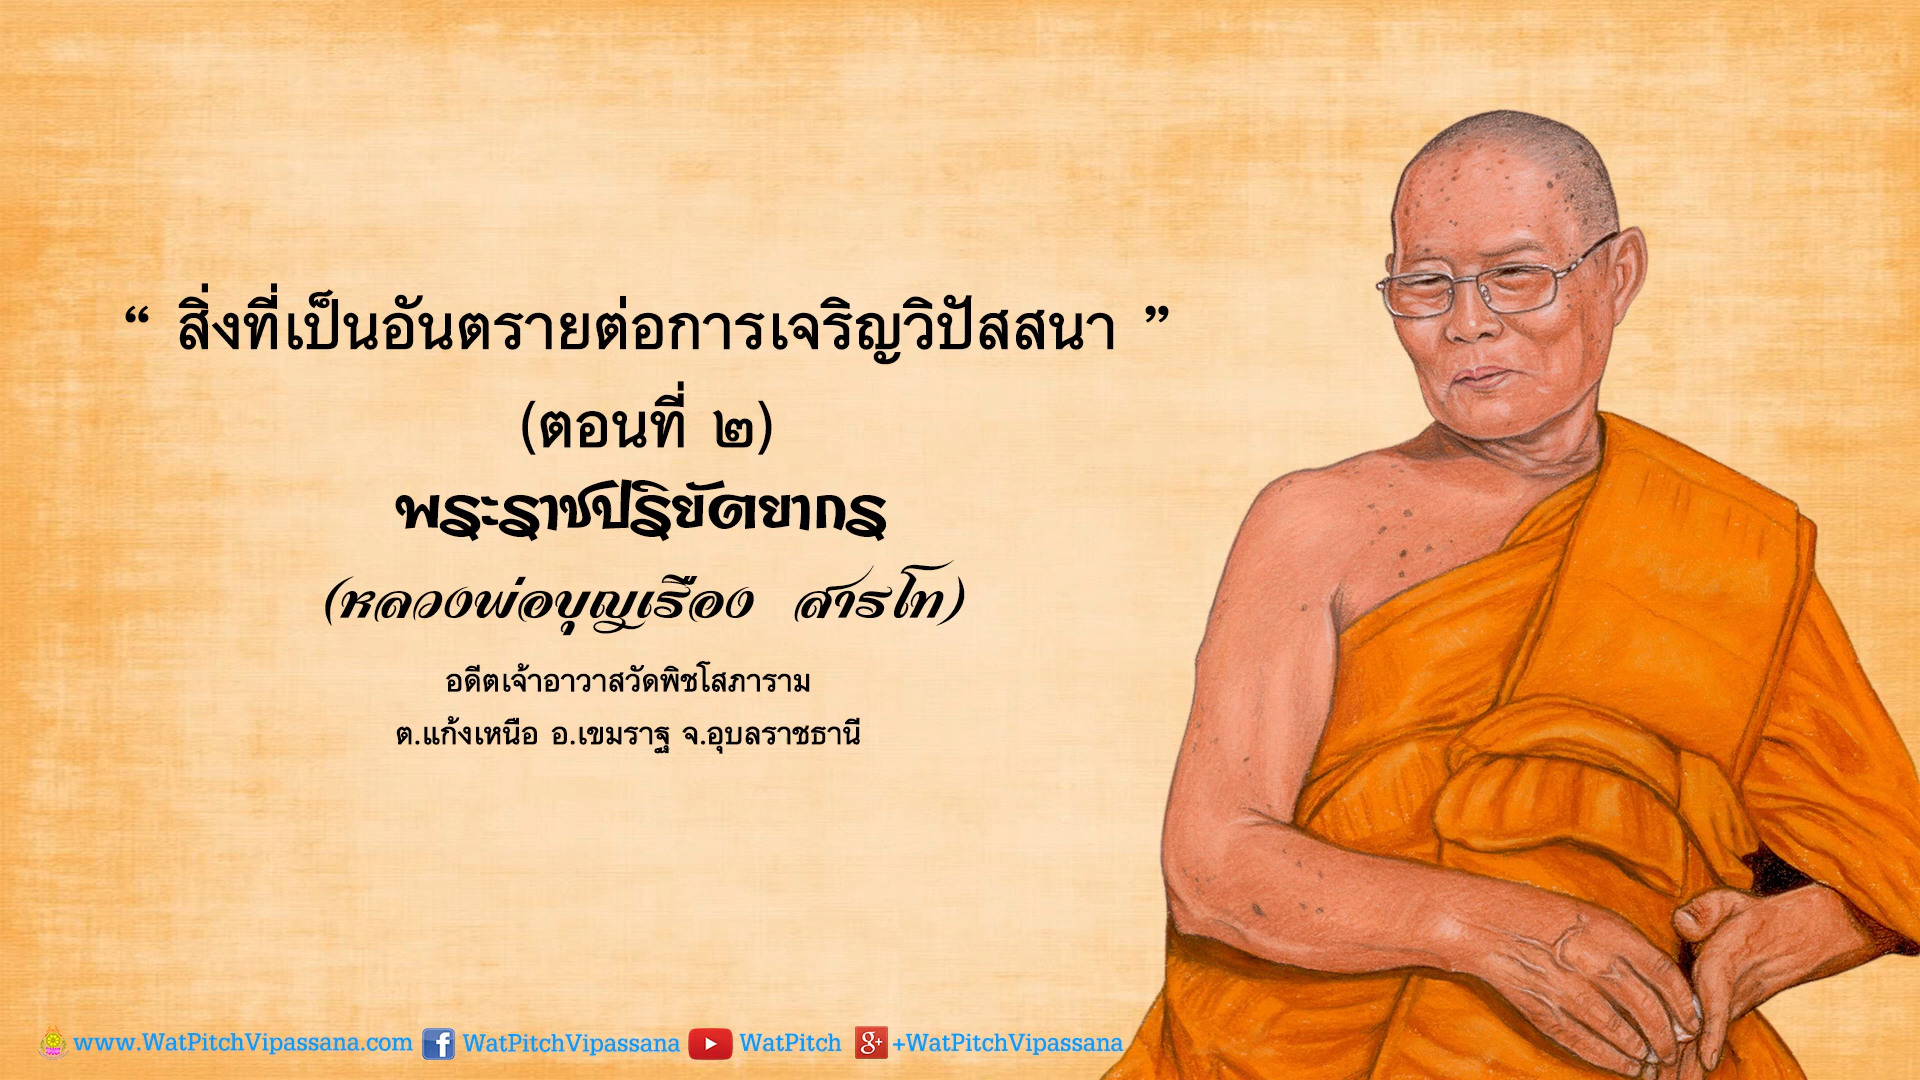 “ สิ่งที่เป็นอันตรายต่อการเจริญวิปัสสนา ”
(ตอนที่ ๒)
พระราชปริยัตยากร
(หลวงพ่อบุญเรือง สารโท)
อดีตเจ้าอาวาสวัดพิชโสภาราม
ต.แก้งเหนือ อ.เขมราฐ จ.อุบลราชธานี
www.WatPitchVipassana.com f WatPitchVipassana WatPitch g+ +WatPitchVipassana